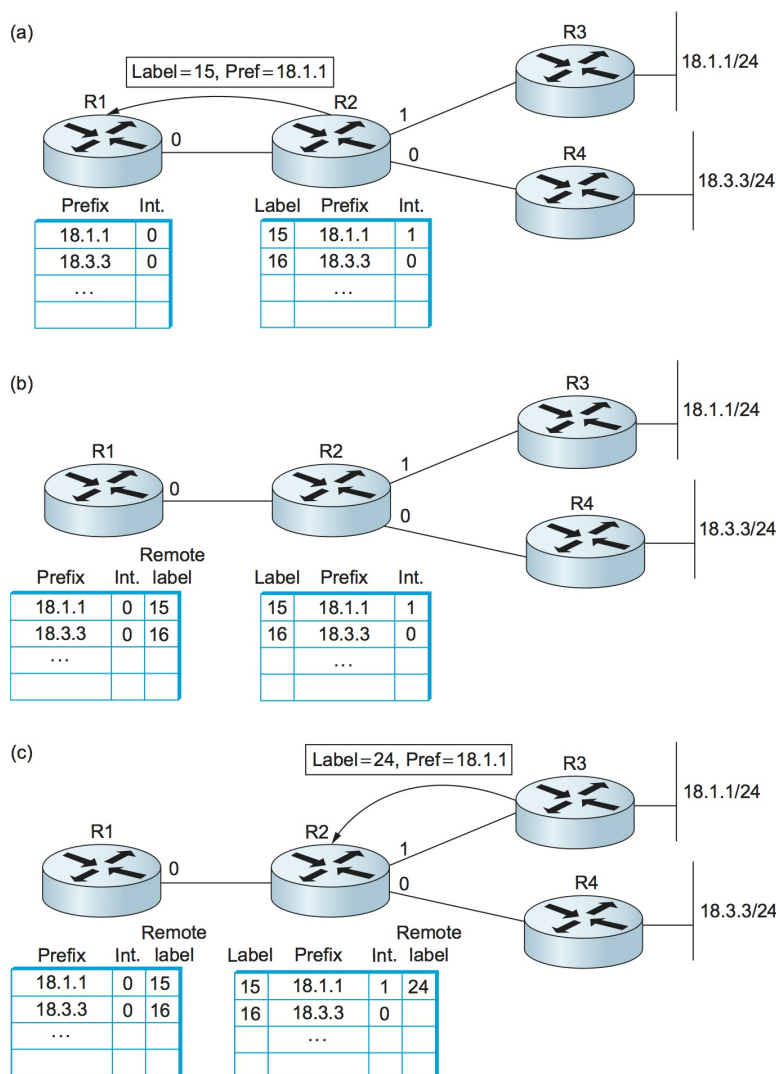 (a)
Label=15, Pref=18.1.1
R1
R2
R3
R4
0
1
0
18.1.1/24
18.3.3/24
Prefix Int.
18.1.1 0
18.3.3 0
...
Label Prefix Int.
15 18.1.1 1
16 18.3.3 0
...
(b)
R1
R2
R3
R4
0
1
0
18.1.1/24
18.3.3/24
Remote
Prefix Int. label
18.1.1 0 15
18.3.3 0 16
...
Label Prefix Int.
15 18.1.1 1
16 18.3.3 0
...
(c)
Label=24, Pref=18.1.1
R1
R2
R3
R4
0
1
0
18.1.1/24
18.3.3/24
Remote
Prefix Int. label
18.1.1 0 15
18.3.3 0 16
...
Remote
Label Prefix Int. label
15 18.1.1 1 24
16 18.3.3 0
...